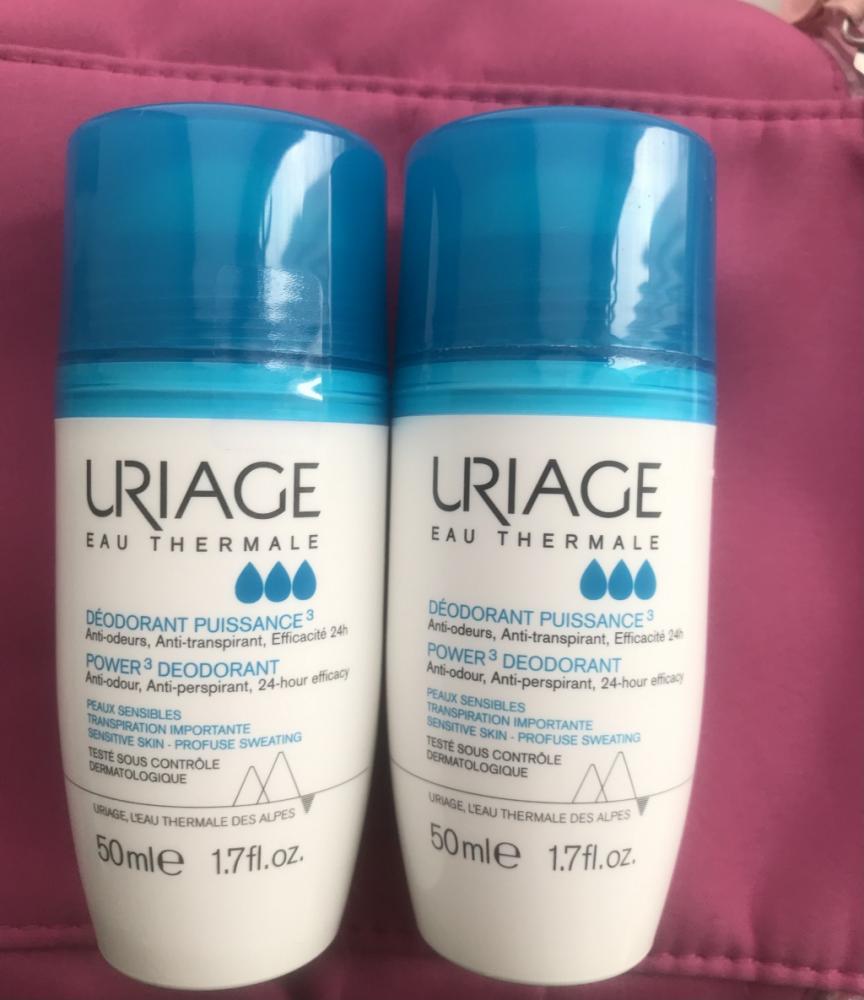 URIAGE
EAU THERMALE
DÉODORANT PUISSANCE³
Anti-odeurs, Anti-transpirant, Efficacité 24h
POWER³ DEODORANT
Anti-odour, Anti-perspirant, 24-hour efficacy
PEAUX SENSIBLES
TRANSPIRATION IMPORTANTE
SENSITIVE SKIN - PROFUSE SWEATING
TESTÉ SOUS CONTRÔLE
DERMATOLOGIQUE
URIAGE, L'EAU THERMALE DES ALPES
50ml℮ 1.7fl.oz.
URIAGE
EAU THERMALE
DÉODORANT PUISSANCE³
Anti-odeurs, Anti-transpirant, Efficacité 24h
POWER³ DEODORANT
Anti-odour, Anti-perspirant, 24-hour efficacy
PEAUX SENSIBLES
TRANSPIRATION IMPORTANTE
SENSITIVE SKIN - PROFUSE SWEATING
TESTÉ SOUS CONTRÔLE
DERMATOLOGIQUE
URIAGE, L'EAU THERMALE DES ALPES
50ml℮ 1.7fl.oz.